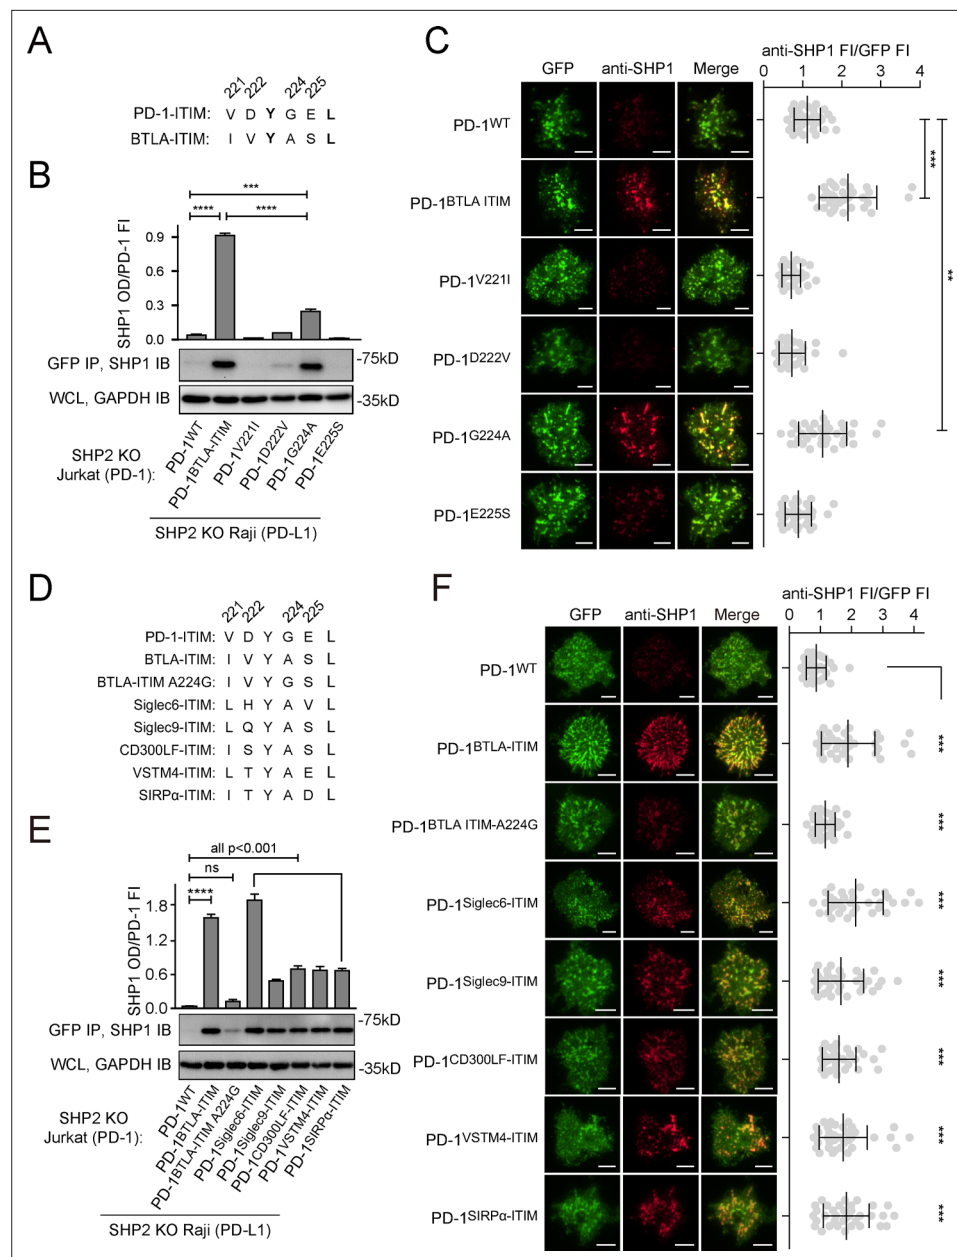 A
221 222 224 225
PD-1-ITIM: V D Y G E L
BTLA-ITIM: I V Y A S L
B
***
**** ****
SHP1 OD/PD-1 FI
0.9
0.6
0.3
0.0
GFP IP, SHP1 IB
-75kD
WCL, GAPDH IB
-35kD
SHP2 KO
Jurkat (PD-1):
PD-1WT
PD-1BTLA-ITIM
PD-1V221I
PD-1D222V
PD-1G224A
PD-1E225S
SHP2 KO Raji (PD-L1)
C
anti-SHP1 FI/GFP FI
GFP anti-SHP1 Merge
0 1 2 3 4
PD-1WT
PD-1BTLA ITIM
PD-1V221I
PD-1D222V
PD-1G224A
PD-1E225S
***
**
D
221 222 224 225
PD-1-ITIM: V D Y G E L
BTLA-ITIM: I V Y A S L
BTLA-ITIM A224G: I V Y G S L
Siglec6-ITIM: L H Y A V L
Siglec9-ITIM: L Q Y A S L
CD300LF-ITIM: I S Y A S L
VSTM4-ITIM: L T Y A E L
SIRPα-ITIM: I T Y A D L
E
all p<0.001
ns
****
SHP1 OD/PD-1 FI
1.8
1.2
0.6
0.0
GFP IP, SHP1 IB
-75kD
WCL, GAPDH IB
-35kD
SHP2 KO
Jurkat (PD-1):
PD-1WT
PD-1BTLA-ITIM
PD-1BTLA-ITIM A224G
PD-1Siglec6-ITIM
PD-1Siglec9-ITIM
PD-1CD300LF-ITIM
PD-1VSTM4-ITIM
PD-1SIRPα-ITIM
SHP2 KO Raji (PD-L1)
F
anti-SHP1 FI/GFP FI
GFP anti-SHP1 Merge
0 1 2 3 4
PD-1WT
PD-1BTLA-ITIM
***
PD-1BTLA ITIM-A224G
***
PD-1Siglec6-ITIM
***
PD-1Siglec9-ITIM
***
PD-1CD300LF-ITIM
***
PD-1VSTM4-ITIM
***
PD-1SIRPα-ITIM
***